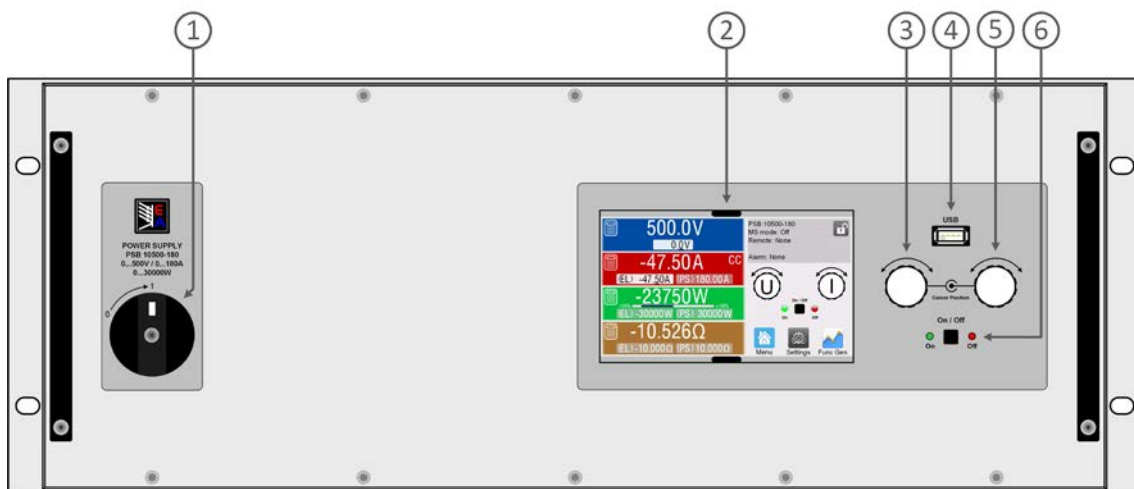 1
2
3
4
5
6
EA
POWER SUPPLY
PSB 10500-180
0...500V / 0...180A
0...30000W
0
1
500.0V
0.0V
-47.50A
CC
(EL) -47.50A
(PS) 180.00A
-23750W
(EL)-30000W
(PS) 30000W
-10.526Ω
(EL)-10.000Ω
(PS)10.000Ω
PSB 10500-180
MS mode: Off
Remote: None
Alarm: None
U
I
On / Off
On
Off
Menu
Settings
Func Gen
USB
Cursor Position
On / Off
On
Off